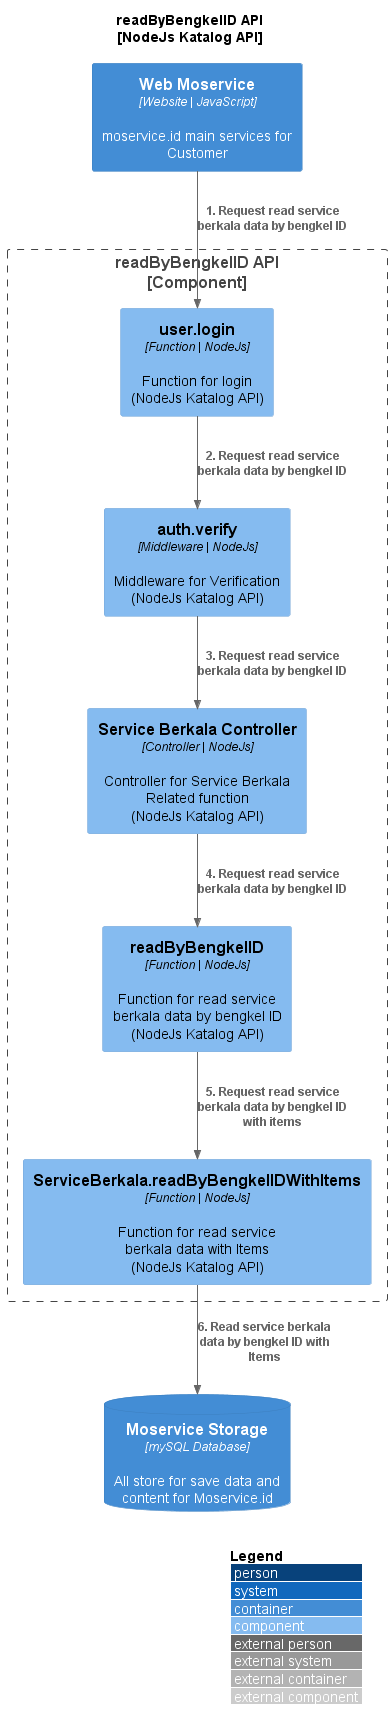 readByBengkelID API
[NodeJs Katalog API]
Web Moservice
[Website | JavaScript]
moservice.id main services for
Customer
1. Request read service
berkala data by bengkel ID
readByBengkelID API
[Component]
user.login
[Function | NodeJs]
Function for login
(NodeJs Katalog API)
2. Request read service
berkala data by bengkel ID
auth.verify
[Middleware | NodeJs]
Middleware for Verification
(NodeJs Katalog API)
3. Request read service
berkala data by bengkel ID
Service Berkala Controller
[Controller | NodeJs]
Controller for Service Berkala
Related function
(NodeJs Katalog API)
4. Request read service
berkala data by bengkel ID
readByBengkelID
[Function | NodeJs]
Function for read service
berkala data by bengkel ID
(NodeJs Katalog API)
5. Request read service
berkala data by bengkel ID
with items
ServiceBerkala.readByBengkelIDWithItems
[Function | NodeJs]
Function for read service
berkala data with Items
(NodeJs Katalog API)
6. Read service berkala
data by bengkel ID with
Items
Moservice Storage
[mySQL Database]
All store for save data and
content for Moservice.id
Legend
person
system
container
component
external person
external system
external container
external component